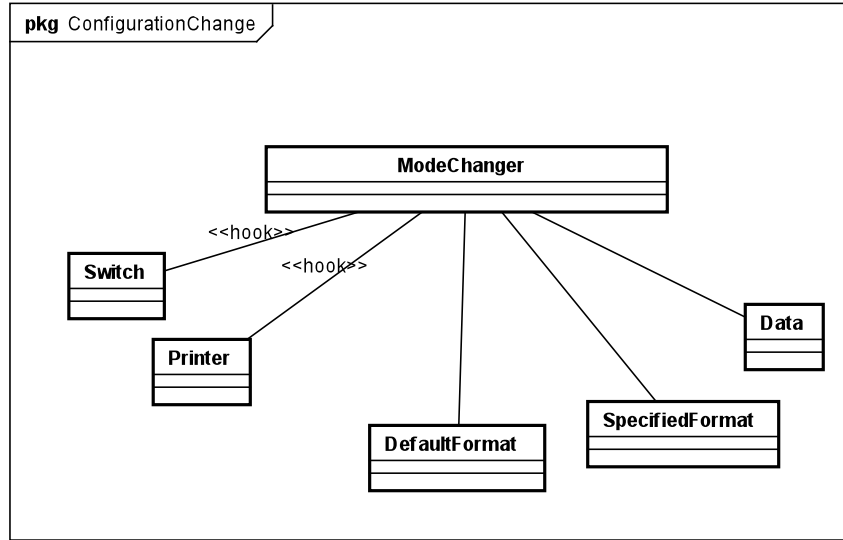 pkg ConfigurationChange
ModeChanger
<<hook>>
Switch
<<hook>>
Printer
Data
DefaultFormat
SpecifiedFormat